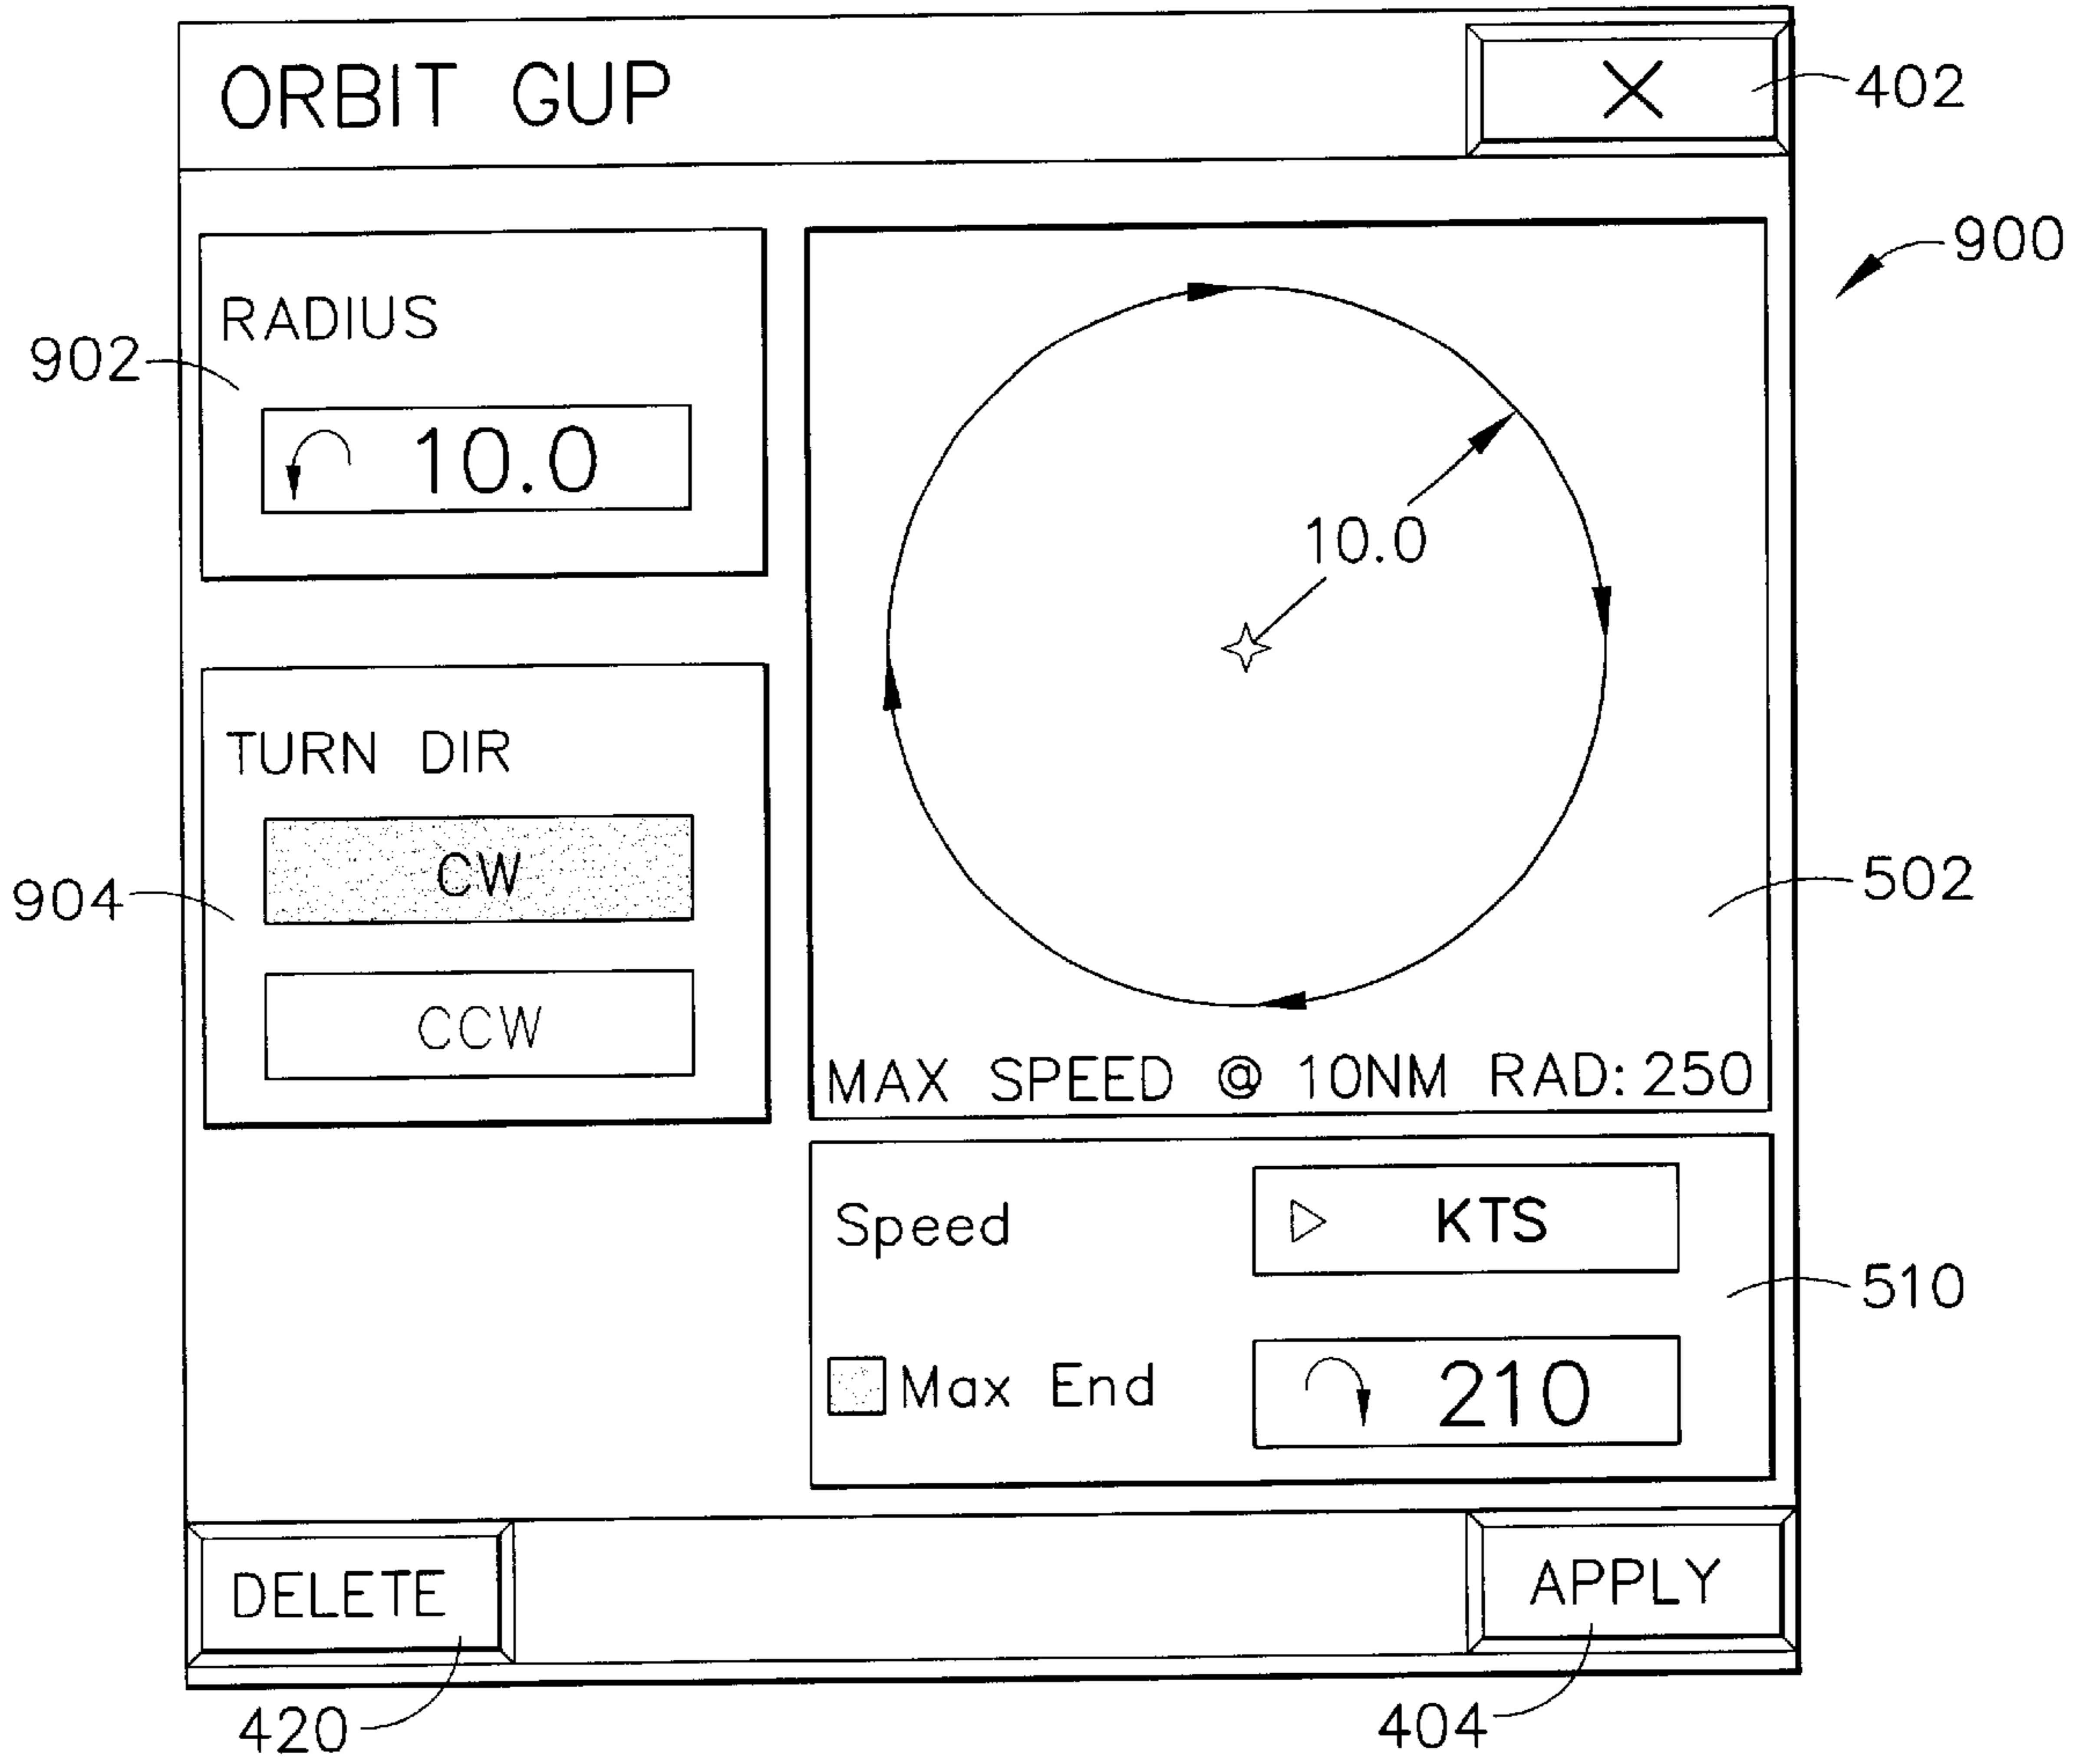 ORBIT GUP
X
402
900
RADIUS
902
10.0
10.0
TURN DIR
CW
904
CCW
502
MAX SPEED @ 10NM RAD: 250
Speed
KTS
510
Max End
210
DELETE
APPLY
420
404